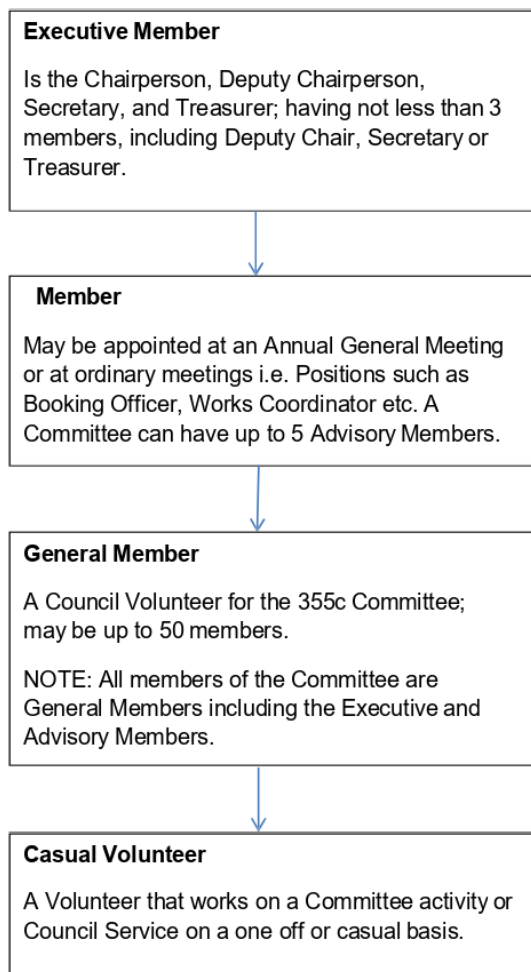 Executive Member
Is the Chairperson, Deputy Chairperson,
Secretary, and Treasurer; having not less than 3
members, including Deputy Chair, Secretary or
Treasurer.
Member
May be appointed at an Annual General Meeting
or at ordinary meetings i.e. Positions such as
Booking Officer, Works Coordinator etc. A
Committee can have up to 5 Advisory Members.
General Member
A Council Volunteer for the 355c Committee;
may be up to 50 members.
NOTE: All members of the Committee are
General Members including the Executive and
Advisory Members.
Casual Volunteer
A Volunteer that works on a Committee activity or
Council Service on a one off or casual basis.